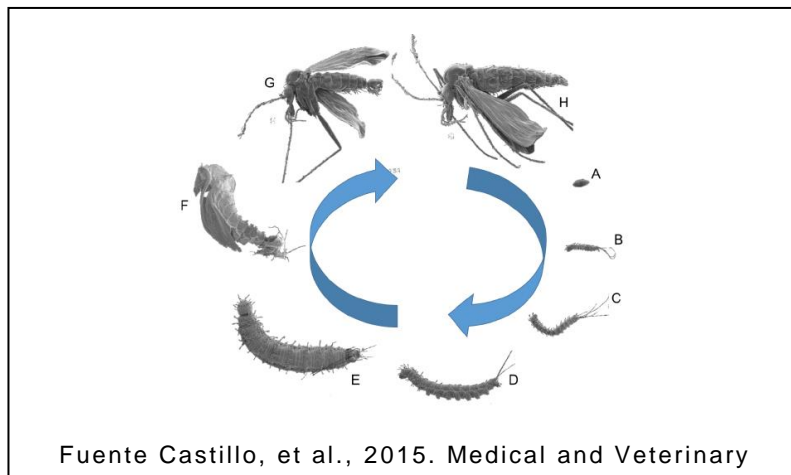 G
H
A
F
B
C
E
D
Fuente Castillo, et al., 2015. Medical and Veterinary